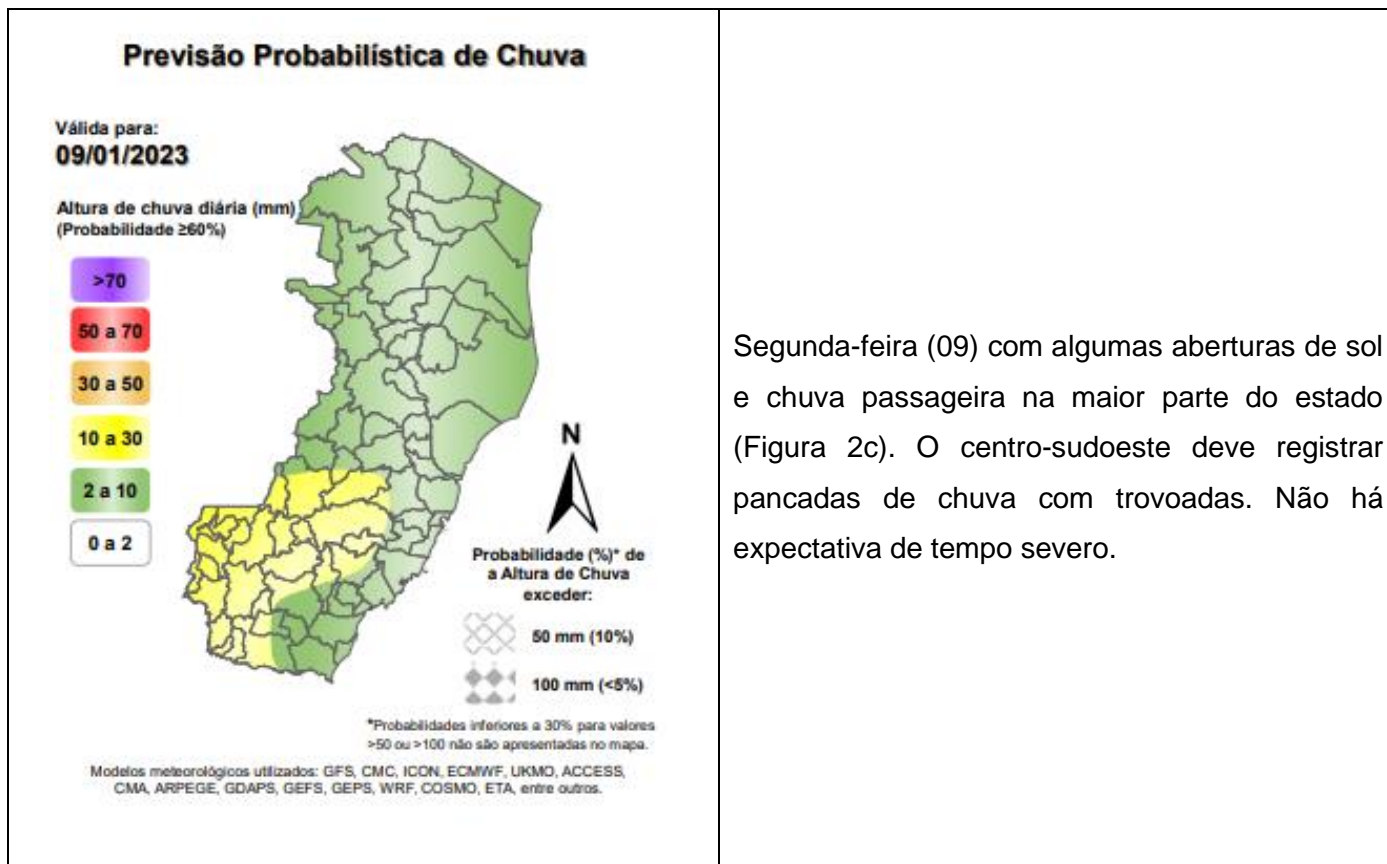 Previsão Probabilística de Chuva
Válida para:
09/01/2023
Altura de chuva diária (mm)
(Probabilidade ≥60%)
>70
50 a 70
30 a 50
10 a 30
2 a 10
0 a 2
N
Probabilidade (%)* de
a Altura de Chuva
exceder:
50 mm (10%)
100 mm (<5%)
*Probabilidades inferiores a 30% para valores
>50 ou >100 não são apresentadas no mapa.
Modelos meteorológicos utilizados: GFS, CMC, ICON, ECMWF, UKMO, ACCESS,
CMA, ARPEGE, GDAPS, GEFS, GEPS, WRF, COSMO, ETA, entre outros.
Segunda-feira (09) com algumas aberturas de sol
e chuva passageira na maior parte do estado
(Figura 2c). O centro-sudoeste deve registrar
pancadas de chuva com trovoadas. Não há
expectativa de tempo severo.